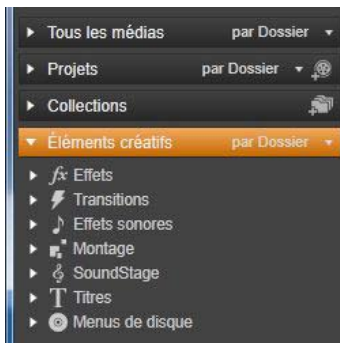 Tous les médias par Dossier
Projets par Dossier
Collections
Éléments créatifs par Dossier
fx Effets
Transitions
Effets sonores
Montage
SoundStage
T Titres
Menus de disque